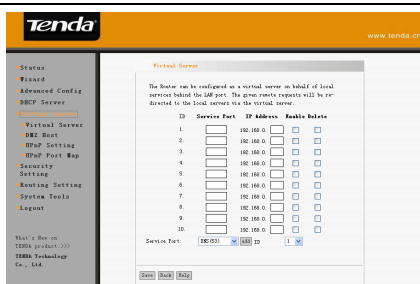 Tenda
www.tenda.cn
Status
Wizard
Advanced Config
DHCP Server
Virtual Server
DMZ Host
UPnP Setting
UPnP Port Map
Security
Setting
Routing Setting
System Tools
Logout
What's New on
TENDA product.>>>
TENDA Technology
Co., Ltd.
Virtual Server
The Router can be configured as a virtual server on behalf of local
services behind the LAN port. The given remote requests will be re-
directed to the local servers via the virtual server.
ID Service Port IP Address Enable Delete
1. 192.168.0.
2. 192.168.0.
3. 192.168.0.
4. 192.168.0.
5. 192.168.0.
6. 192.168.0.
7. 192.168.0.
8. 192.168.0.
9. 192.168.0.
10. 192.168.0.
Service Port: DNS(53) add ID 1
Save Back Help